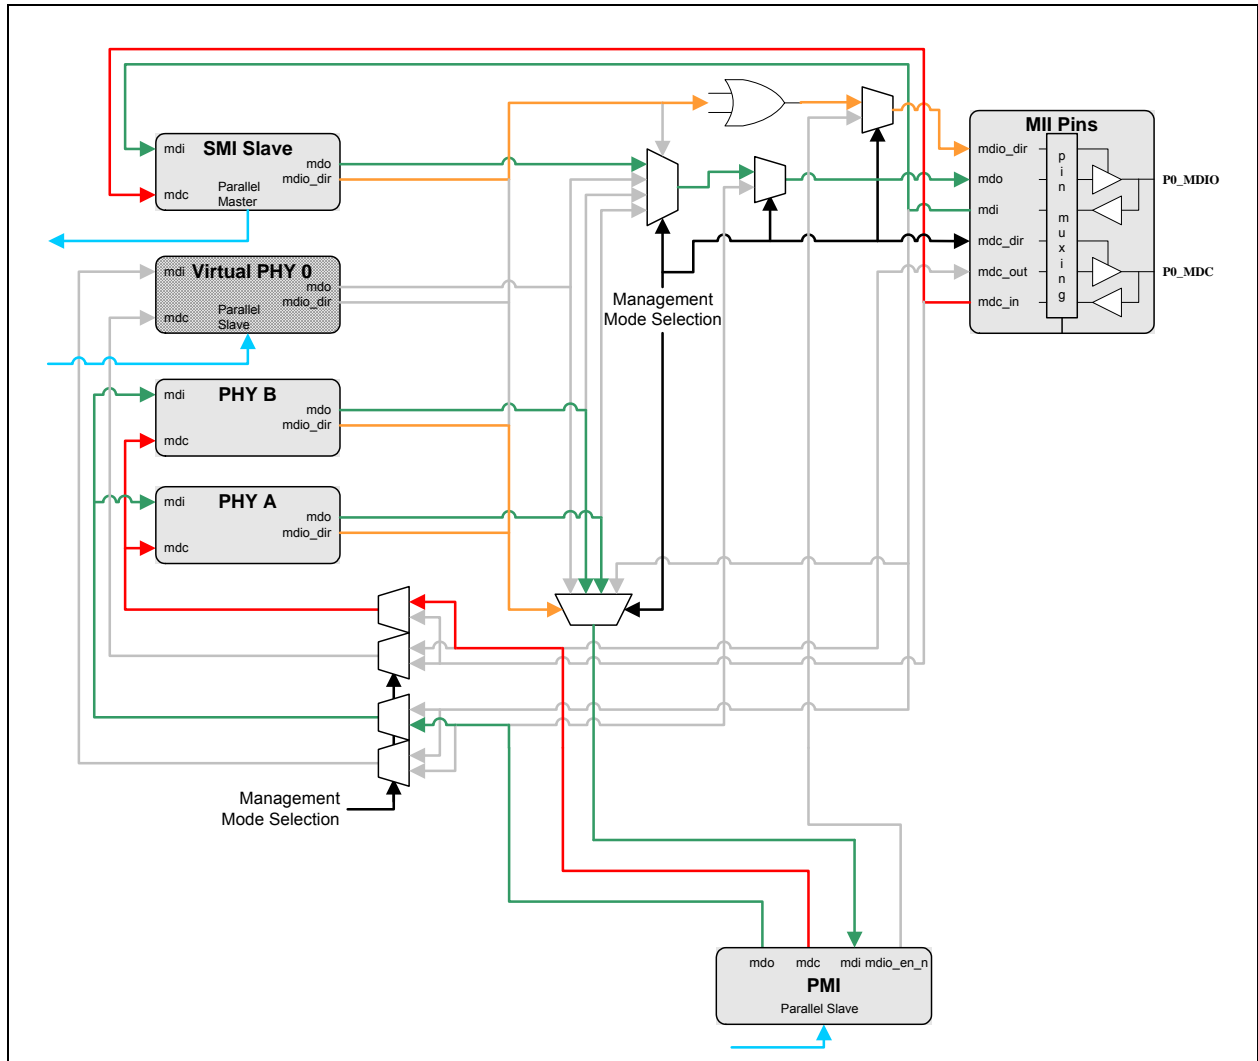 MII Pins
SMI Slave
mdi
mdo
mdio_dir
mdc
Parallel
Master
mdio_dir
mdo
mdi
mdc_dir
mdc_out
mdc_in
p
i
n
m
u
x
i
n
g
P0_MDIO
P0_MDC
Virtual PHY 0
mdi
mdo
mdio_dir
mdc
Parallel
Slave
Management
Mode Selection
PHY B
mdi
mdo
mdio_dir
mdc
PHY A
mdi
mdo
mdio_dir
mdc
Management
Mode Selection
mdo
mdc
mdi
mdio_en_n
PMI
Parallel Slave